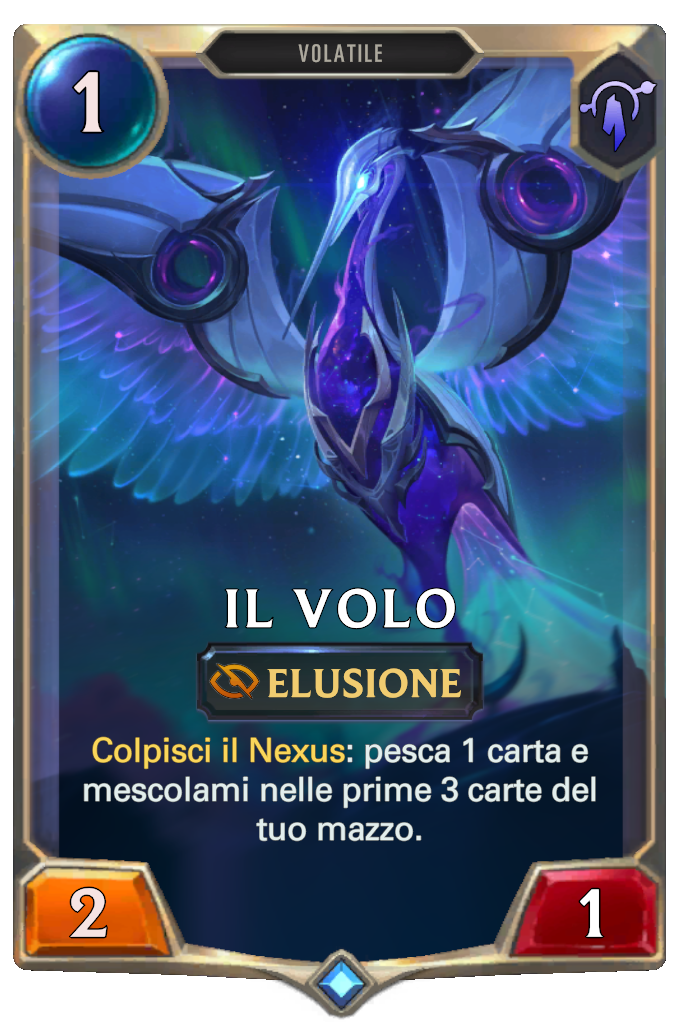 VOLATILE
1
IL VOLO
ELUSIONE
Colpisci il Nexus: pesca 1 carta e
mescolami nelle prime 3 carte del
tuo mazzo.
2
1